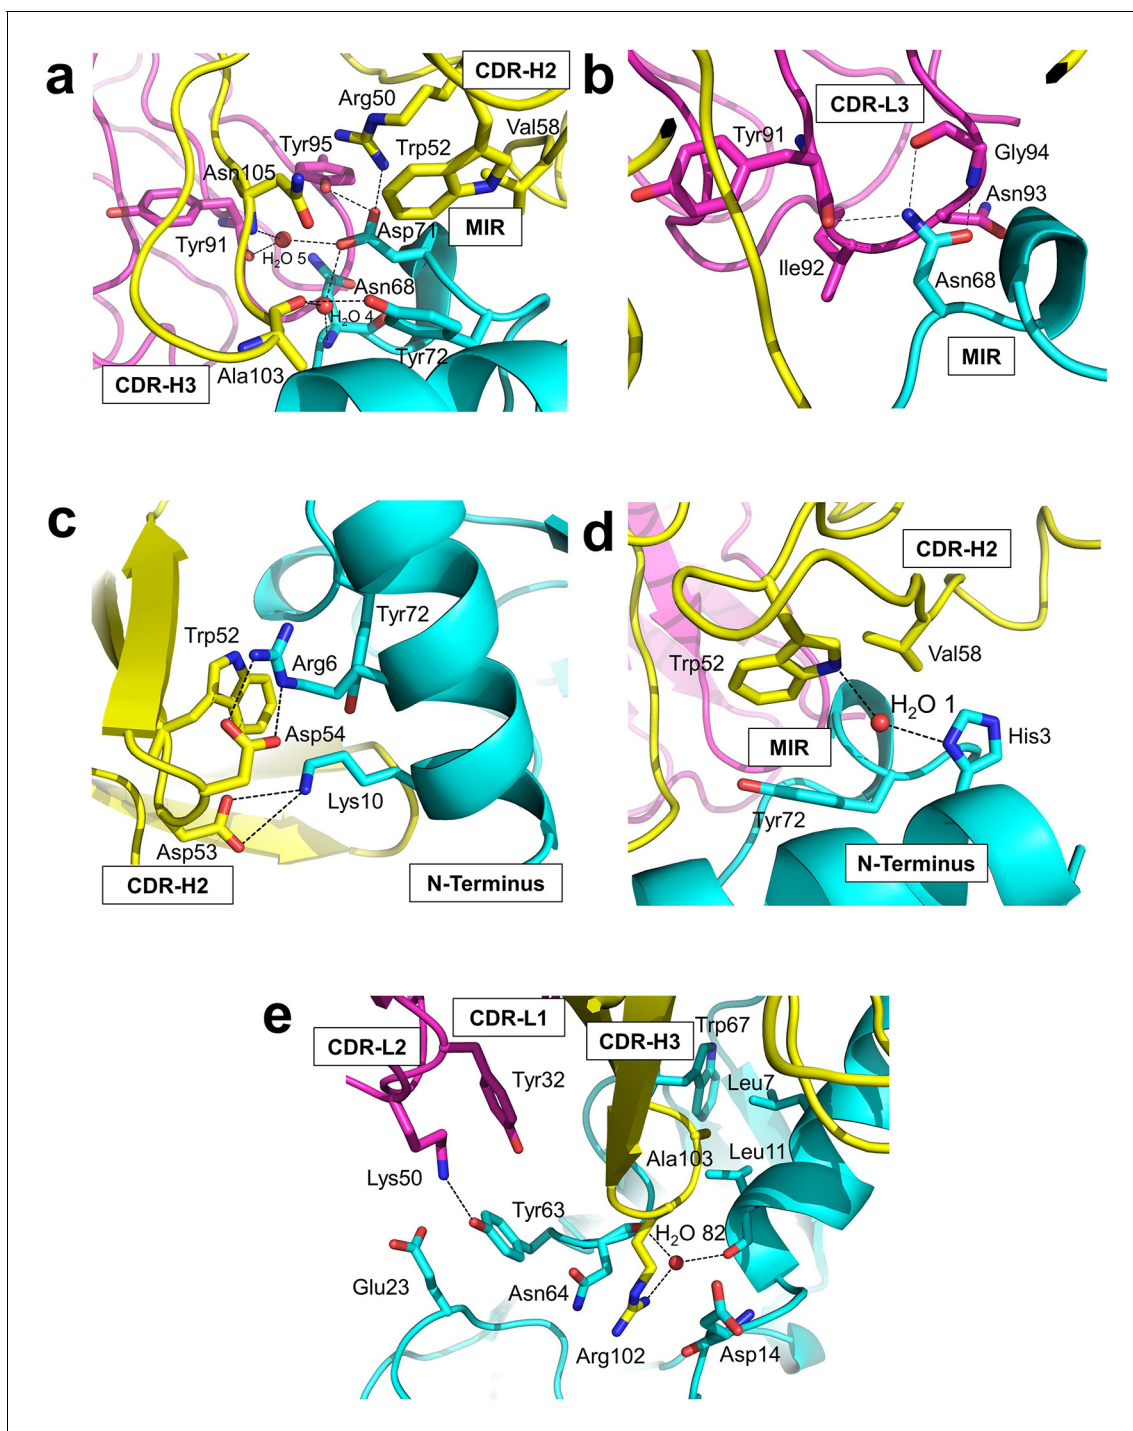 a
CDR-H2
Arg50
Val58
Tyr95
Trp52
Asn105
MIR
Asp71
Tyr91
H2O 5
Asn68
H2O 4
Tyr72
Ala103
CDR-H3
b
CDR-L3
Tyr91
Gly94
Asn93
Ile92
Asn68
MIR
c
Tyr72
Trp52
Arg6
Asp54
Lys10
Asp53
CDR-H2
N-Terminus
d
CDR-H2
Trp52
Val58
H2O 1
MIR
His3
Tyr72
N-Terminus
e
CDR-L1
CDR-L2
CDR-H3
Trp67
Tyr32
Leu7
Ala103
Leu11
Lys50
Tyr63
H2O 82
Glu23
Asn64
Arg102
Asp14